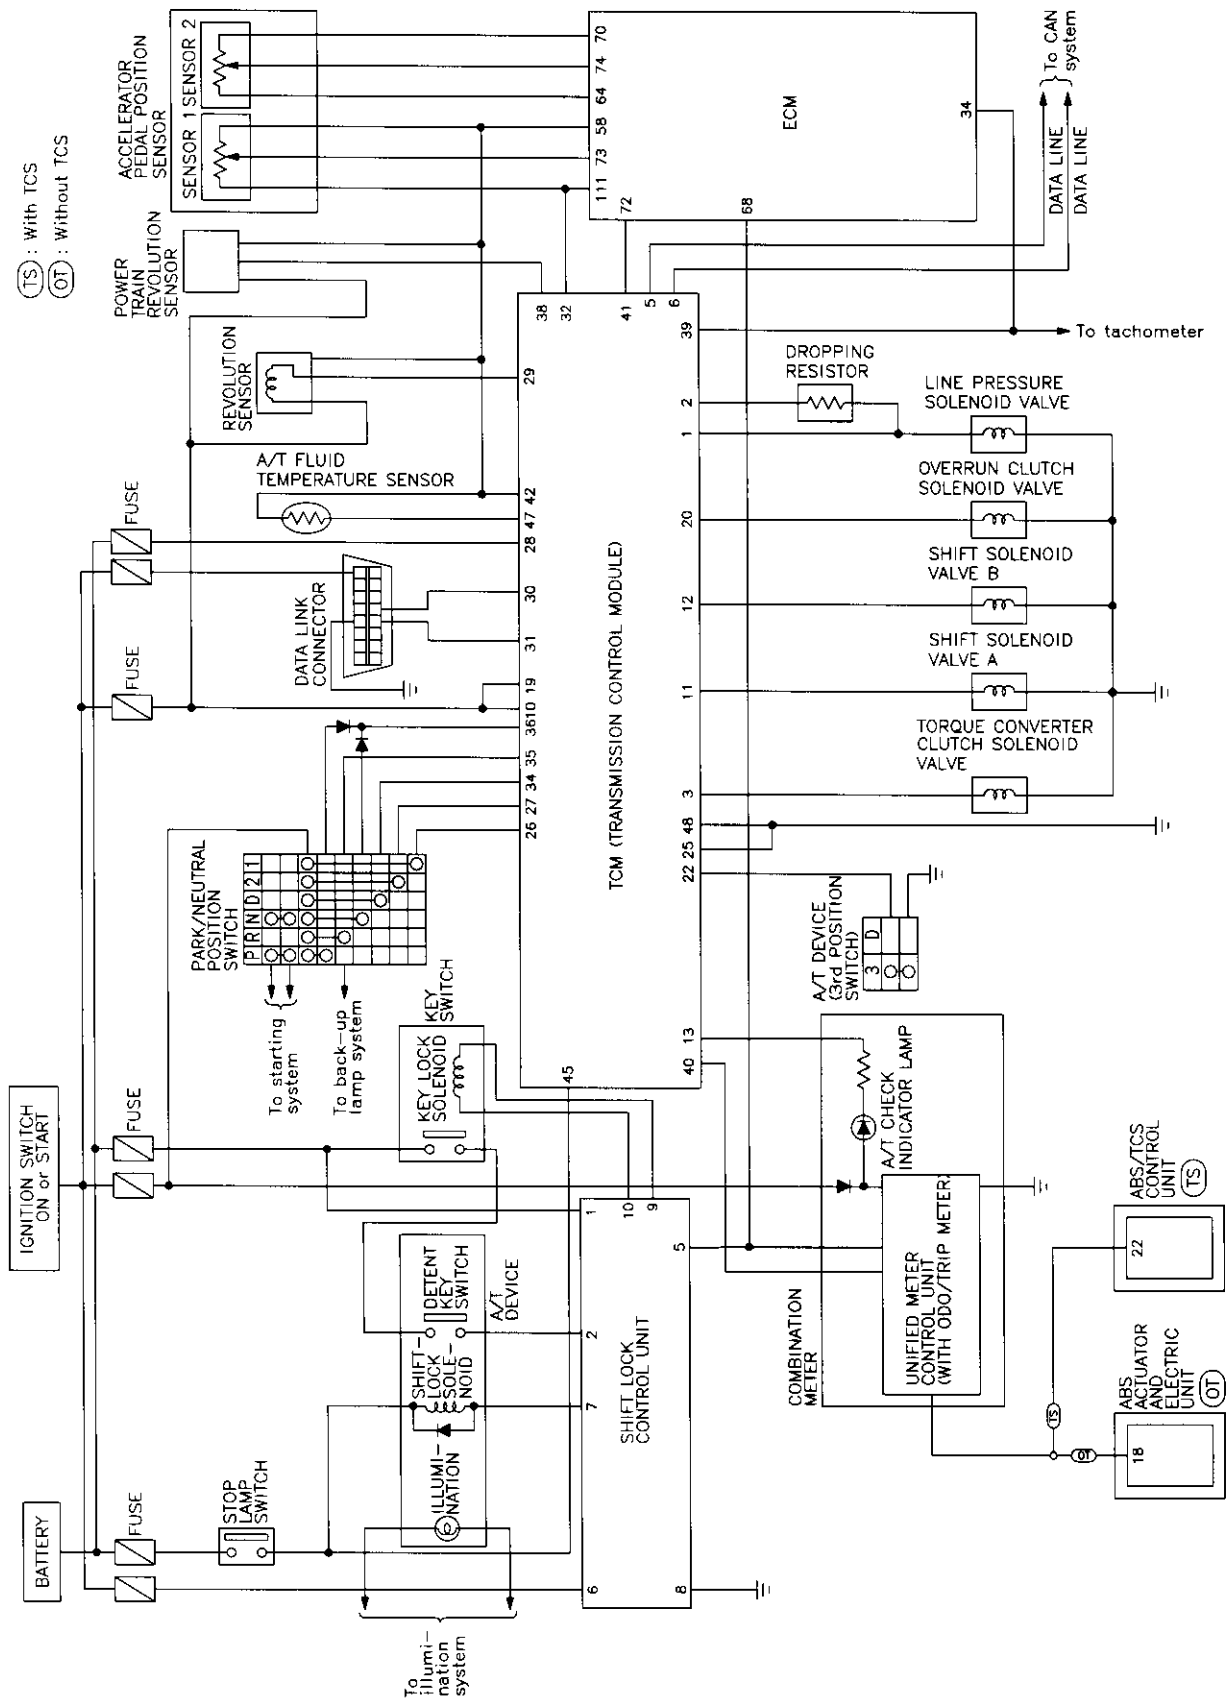 IGNITION SWITCH
ON or START
BATTERY
FUSE
FUSE
FUSE
FUSE
(TS) : With TCS
(OT) : Without TCS
STOP
LAMP
SWITCH
To
illumi-
nation
system
ILLUMI-
NATION
SHIFT-
LOCK
SOLE-
NOID
DETENT
KEY
SWITCH
A/T
DEVICE
KEY LOCK
SOLENOID
KEY
SWITCH
To starting
system
To back-up
lamp system
PARK/NEUTRAL
POSITION
SWITCH
P R N D 2 1
DATA LINK
CONNECTOR
A/T FLUID
TEMPERATURE SENSOR
REVOLUTION
SENSOR
POWER
TRAIN
REVOLUTION
SENSOR
ACCELERATOR
PEDAL POSITION
SENSOR
SENSOR 1
SENSOR 2
SHIFT LOCK
CONTROL UNIT
6
7
2
1
10
9
8
5
TCM (TRANSMISSION CONTROL MODULE)
45
26
27
34
35
36
10
19
31
30
28
47
42
29
38
32
41
5
6
40
13
22
25
48
3
11
12
20
1
2
39
ECM
111
73
58
64
74
70
72
68
34
DATA LINE
DATA LINE
To CAN
system
To tachometer
DROPPING
RESISTOR
LINE PRESSURE
SOLENOID VALVE
OVERRUN CLUTCH
SOLENOID VALVE
SHIFT SOLENOID
VALVE B
SHIFT SOLENOID
VALVE A
TORQUE CONVERTER
CLUTCH SOLENOID
VALVE
A/T DEVICE
(3rd POSITION
SWITCH)
3 D
A/T CHECK
INDICATOR LAMP
COMBINATION
METER
UNIFIED METER
CONTROL UNIT
(WITH ODO/TRIP METER)
TS
OT
ABS
ACTUATOR
AND
ELECTRIC
UNIT
(OT)
18
ABS/TCS
CONTROL
UNIT
(TS)
22